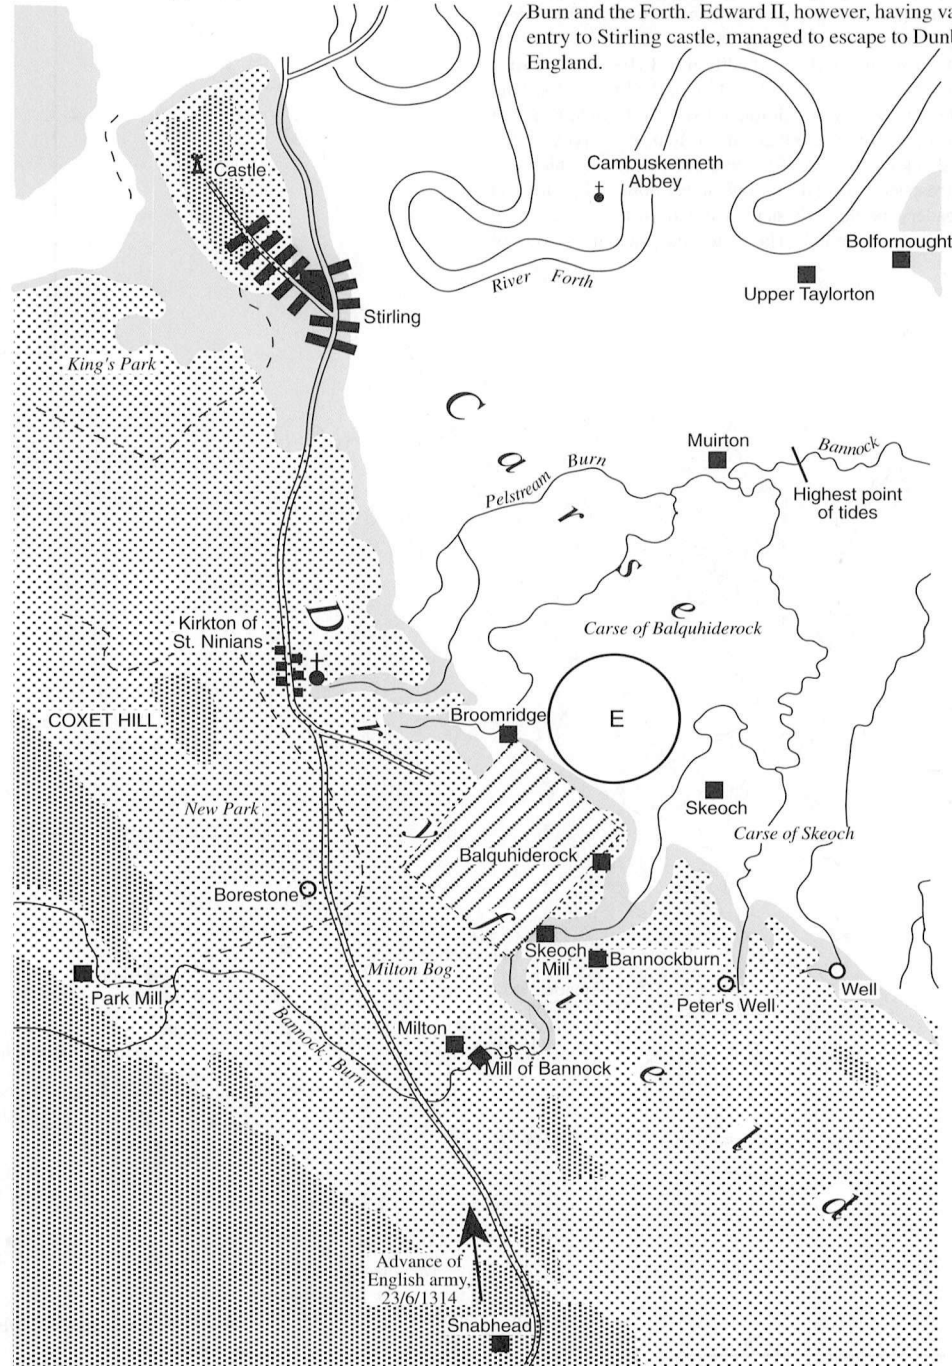 Burn and the Forth. Edward II, however, having
entry to Stirling castle, managed to escape to
England.
Castle
Cambuskenneth
Abbey
Bolfornought
Upper Taylorton
River Forth
Stirling
King's Park
Carse
Muirton
Bannock
Pelstream Burn
Highest point
of tides
Kirkton of
St. Ninians
Carse of Balquhiderock
COXET HILL
Broomridge
E
Dryfield
New Park
Skeoch
Carse of Skeoch
Balquhiderock
Borestone
Skeoch
Mill
Bannockburn
Milton Bog
Park Mill
Peter's Well
Well
Bannock Burn
Milton
Mill of Bannock
Advance of
English army,
23/6/1314
Snabhead